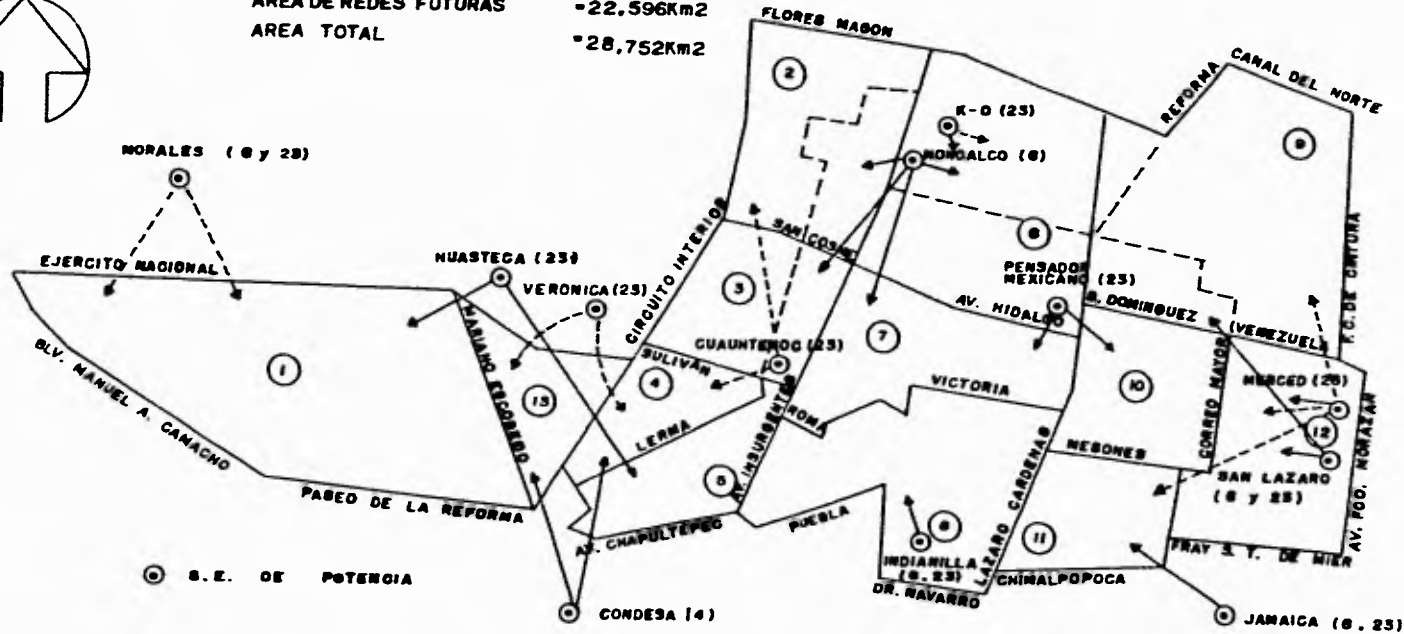 AREA DE REDES FUTURAS =22,596Km2
AREA TOTAL =28,752Km2
FLORES MAGON
CANAL DEL NORTE
REFORMA
2
K-O (23)
9
MORALES (6 y 23)
NONOALCO (6)
F.C. DE CINTURA
6
SAN COSME
CIRCUITO INTERIOR
EJERCITO NACIONAL
HUASTECA (23)
VERONICA (23)
3
PENSADOR
MEXICANO (23)
B. DOMINGUEZ
(VENEZUEL
AV. HIDALGO
7
MARIANO ESCOBEDO
CUAUHTEMOC (23)
SULIVAN
1
13
4
VICTORIA
10
CORREO MAYOR
MERCED (23)
BLV. MANUEL A. CAMACHO
LERMA
ROMA
AV. INSURGENTES
12
MESONES
AV. FCO. MORAZAN
SAN LAZARO
(6 y 23)
5
PASEO DE LA REFORMA
PUEBLA
LAZARO CARDENAS
8
11
AV. CHAPULTEPEC
INDIANILLA
(6.23)
FRAY S. T. DE MIER
CHIMALPOPOCA
DR. NAVARRO
S.E. DE POTENCIA
CONDESA (4)
JAMAICA (6.23)